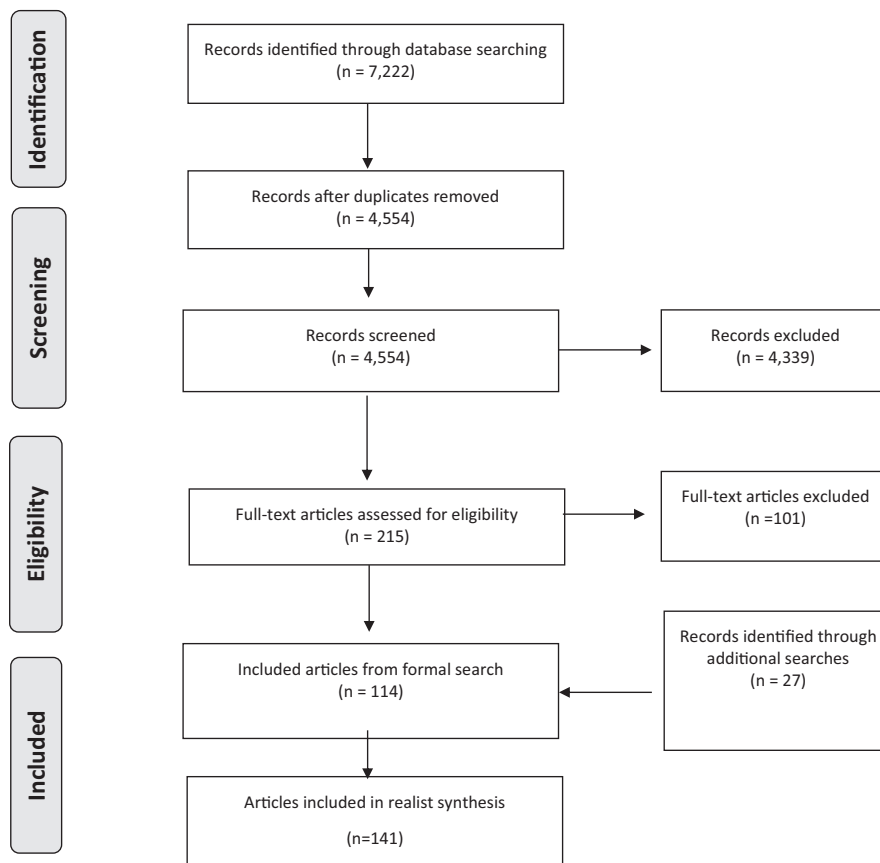 Identification
Records identified through database searching
(n = 7,222)
Records after duplicates removed
(n = 4,554)
Screening
Records screened
(n = 4,554)
Records excluded
(n = 4,339)
Eligibility
Full-text articles assessed for eligibility
(n = 215)
Full-text articles excluded
(n =101)
Included
Included articles from formal search
(n = 114)
Records identified through
additional searches
(n = 27)
Articles included in realist synthesis
(n=141)